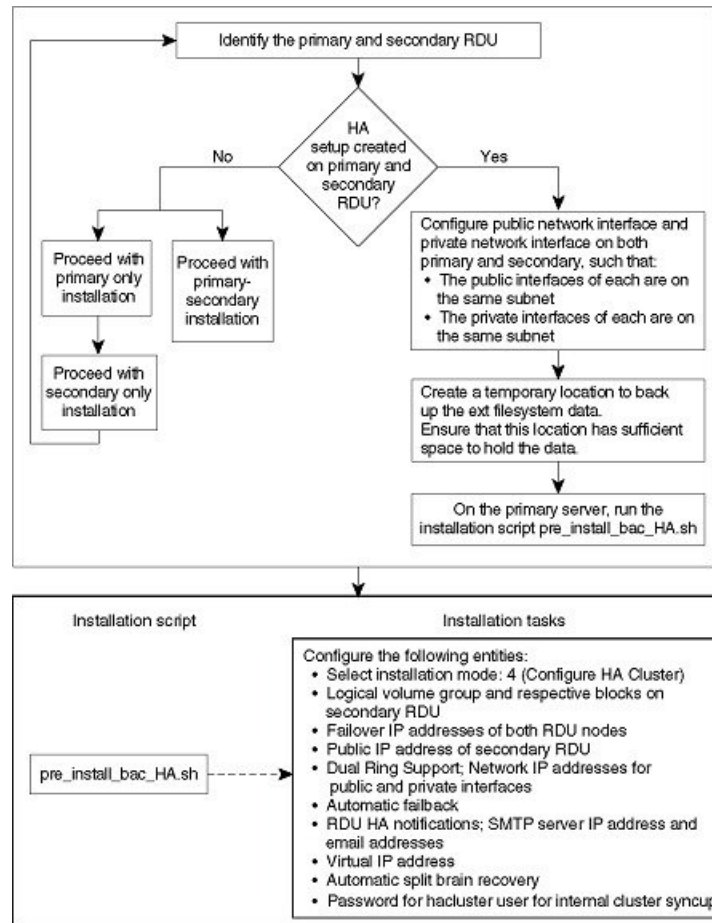 Identify the primary and secondary RDU
HA
setup created
on primary and
secondary
RDU?
No
Yes
Proceed with
primary only
installation
Proceed with
primary-
secondary
installation
Proceed with
secondary only
installation
Configure public network interface and
private network interface on both
primary and secondary, such that:
• The public interfaces of each are on
the same subnet
• The private interfaces of each are on
the same subnet
Create a temporary location to back
up the ext filesystem data.
Ensure that this location has sufficient
space to hold the data.
On the primary server, run the
installation script pre_install_bac_HA.sh
Installation script
Installation tasks
pre_install_bac_HA.sh
Configure the following entities:
• Select installation mode: 4 (Configure HA Cluster)
• Logical volume group and respective blocks on
secondary RDU
• Failover IP addresses of both RDU nodes
• Public IP address of secondary RDU
• Dual Ring Support; Network IP addresses for
public and private interfaces
• Automatic failback
• RDU HA notifications; SMTP server IP address and
email addresses
• Virtual IP address
• Automatic split brain recovery
• Password for hacluster user for internal cluster syncup